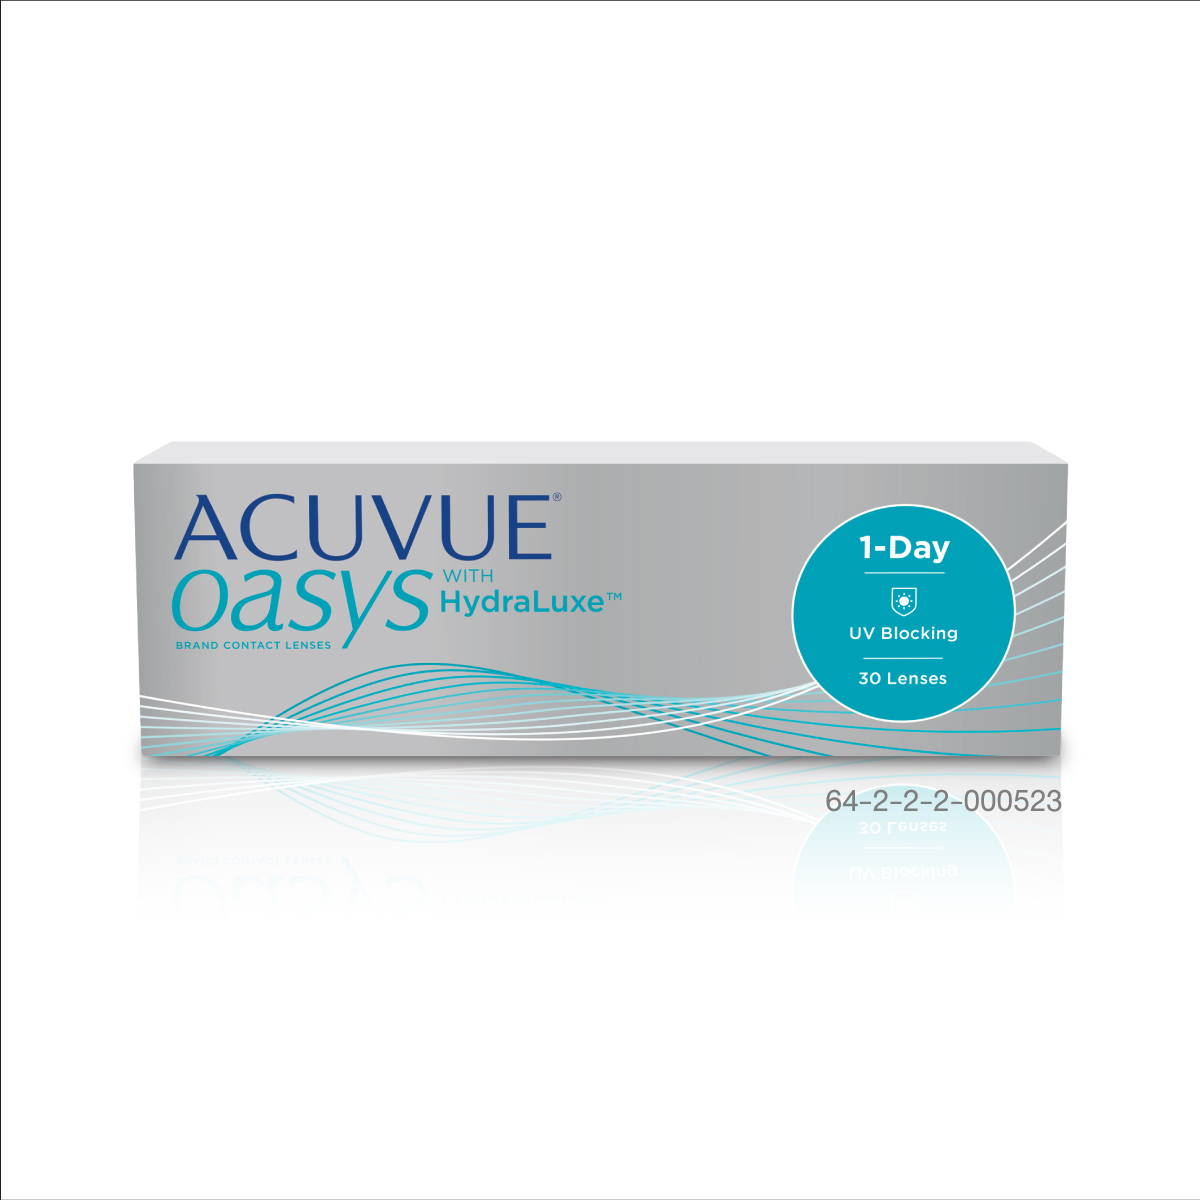 ACUVUE®
oasys WITH HydraLuxe™
BRAND CONTACT LENSES
1-Day
UV Blocking
30 Lenses
64-2-2-2-000523